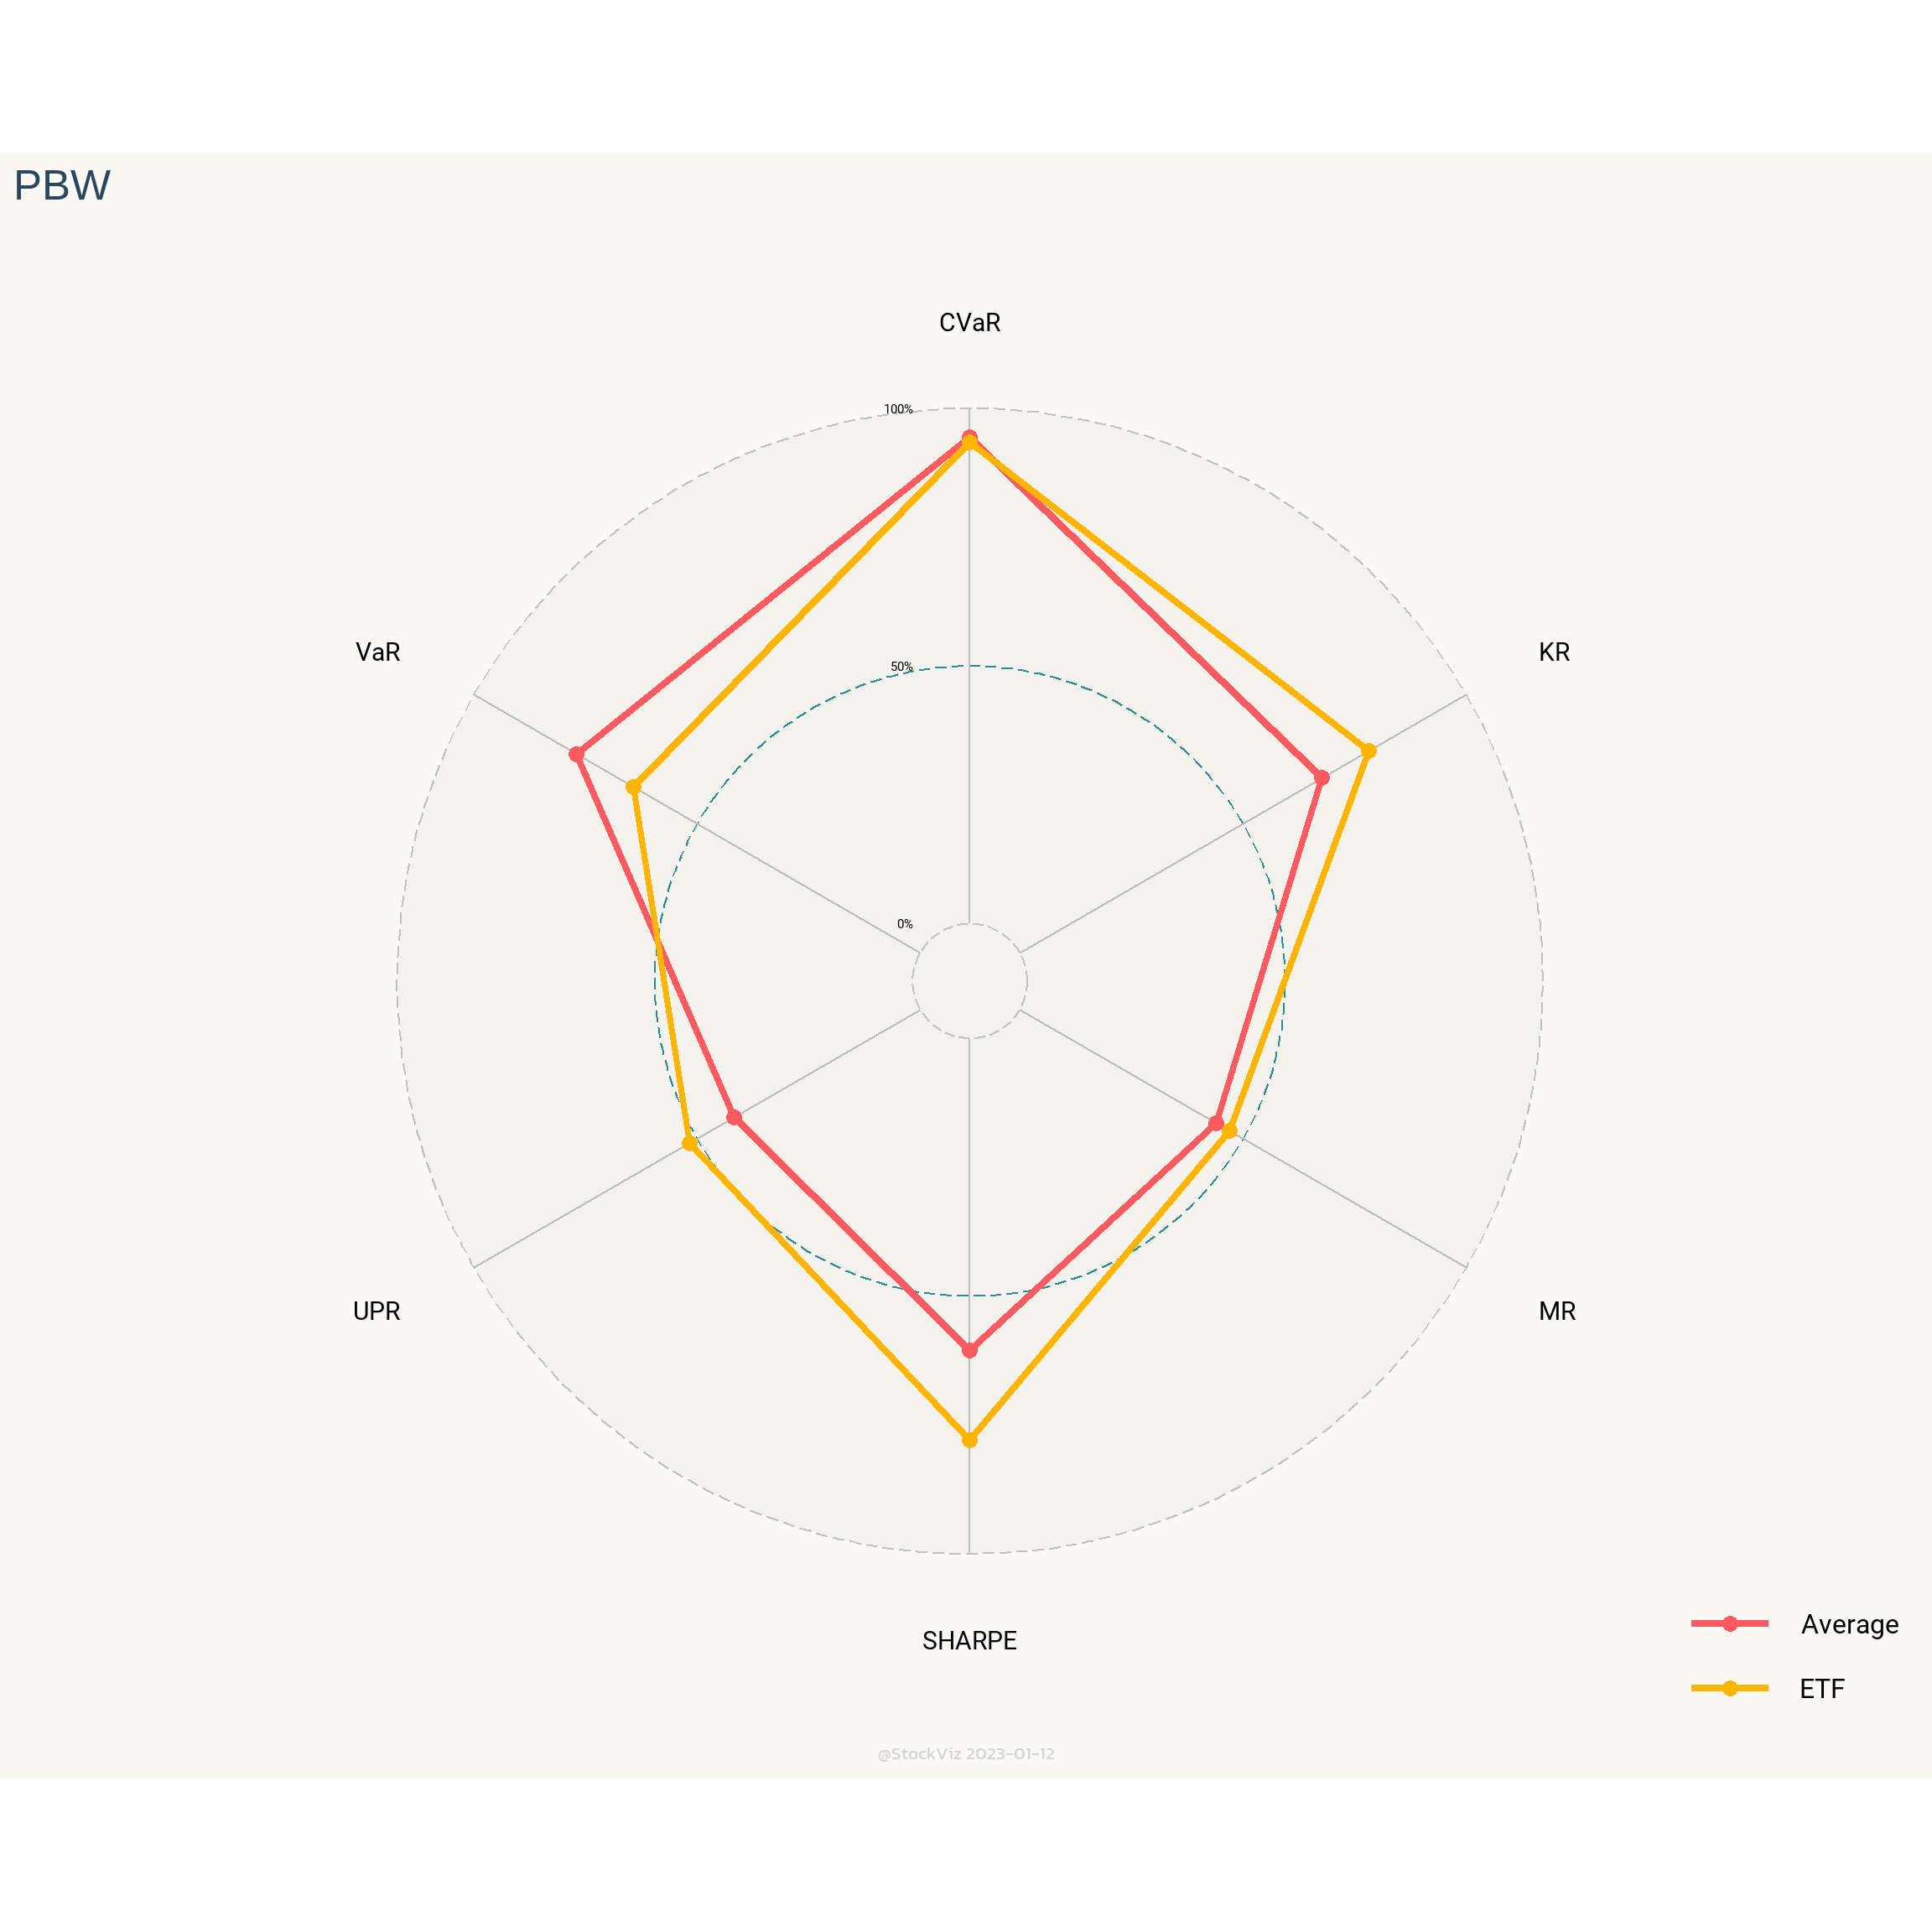 PBW
CVaR
100%
VaR
KR
50%
0%
UPR
MR
SHARPE
Average
ETF
@StockViz 2023-01-12